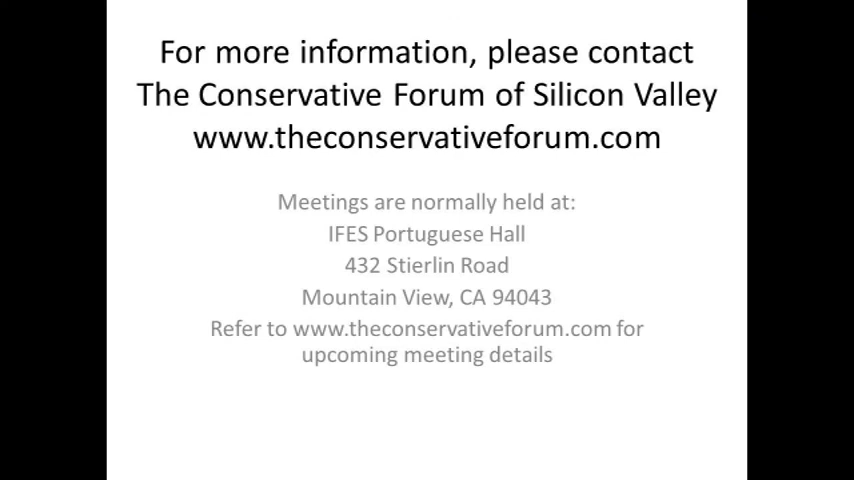 For more information, please contact
The Conservative Forum of Silicon Valley
www.theconservativeforum.com
Meetings are normally held at:
IFES Portuguese Hall
432 Stierlin Road
Mountain View, CA 94043
Refer to www.theconservativeforum.com for
upcoming meeting details